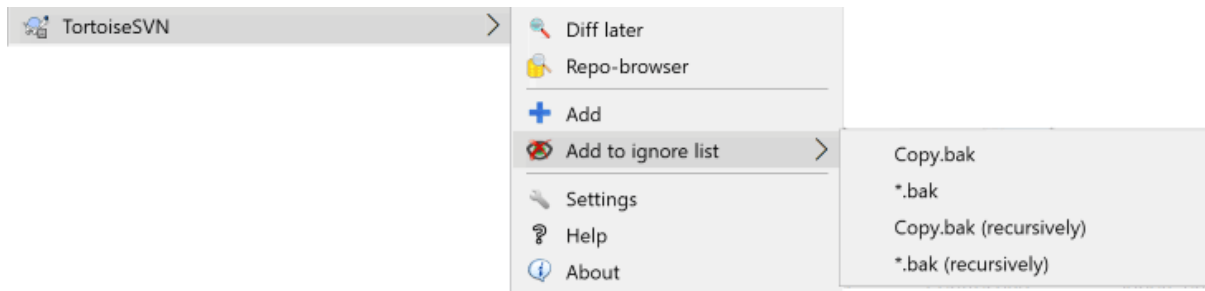 TortoiseSVN
Diff later
Repo-browser
Add
Add to ignore list
Copy.bak
*.bak
Copy.bak (recursively)
*.bak (recursively)
Settings
Help
About